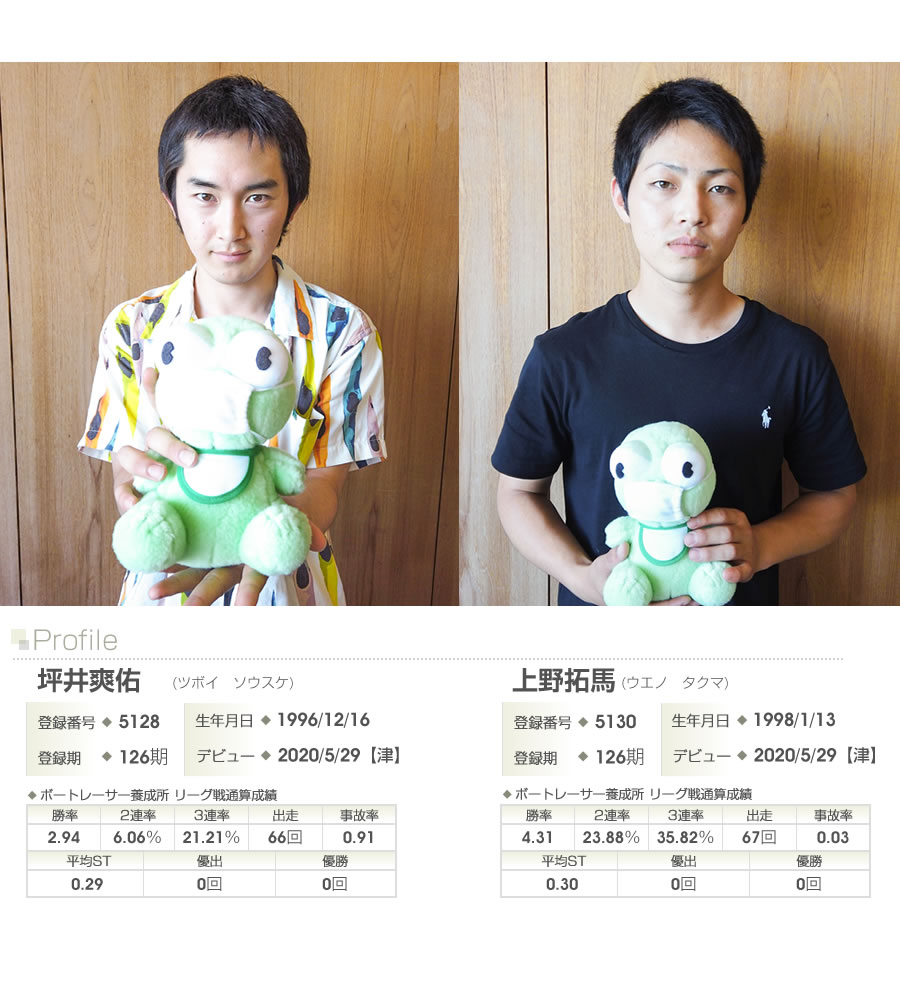 Profile
坪井爽佑 (ツボイ ソウスケ)
登録番号 ◆ 5128 生年月日 ◆ 1996/12/16
登録期 ◆ 126期 デビュー ◆ 2020/5/29【津】
◆ボートレーサー養成所 リーグ戦通算成績
勝率 2連率 3連率 出走 事故率
2.94 6.06% 21.21% 66回 0.91
平均ST 優出 優勝
0.29 0回 0回
上野拓馬 (ウエノ タクマ)
登録番号 ◆ 5130 生年月日 ◆ 1998/1/13
登録期 ◆ 126期 デビュー ◆ 2020/5/29【津】
◆ボートレーサー養成所 リーグ戦通算成績
勝率 2連率 3連率 出走 事故率
4.31 23.88% 35.82% 67回 0.03
平均ST 優出 優勝
0.30 0回 0回